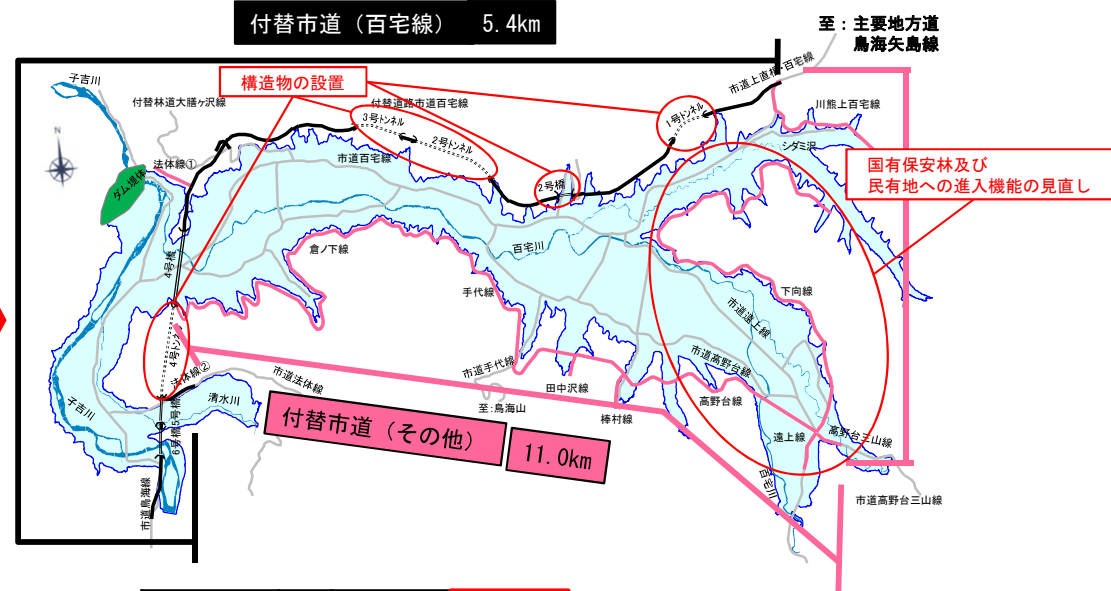 付替市道（百宅線） 5.4km
至：主要地方道
鳥海矢島線
構造物の設置
子吉川
付替林道大膳ヶ沢線
付替道路市道百宅線
市道上直根・百宅線
1号トンネル
川熊上百宅線
3号トンネル
2号トンネル
シダミ沢
N
法体線①
市道百宅線
国有保安林及び
民有地への進入機能の見直し
ダム堤体
2号橋
百宅川
倉ノ下線
4号橋
手代線
下向線
市道遠上線
4号トンネル
市道高野台線
法体線②
市道法体線
市道手代線
田中沢線
高野台線
清水川
子吉川
至：鳥海山
椿村線
付替市道（その他） 11.0km
5号橋
6号橋
遠上線
高野台三山線
百宅川
市道鳥海線
市道高野台三山線